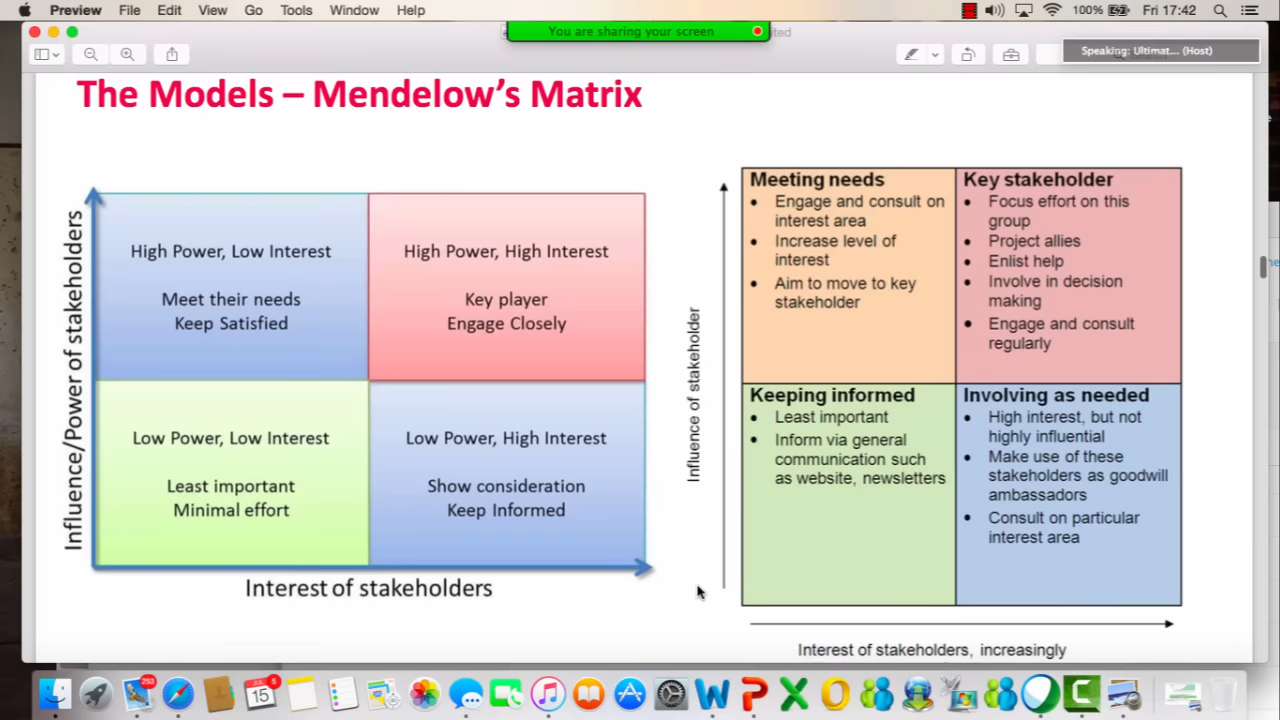 Preview File Edit View Go Tools Window Help
100% Fri 17:42
You are sharing your screen
Speaking: Ultimat... (Host)
The Models – Mendelow's Matrix
Influence/Power of stakeholders
High Power, Low Interest
Meet their needs
Keep Satisfied
High Power, High Interest
Key player
Engage Closely
Low Power, Low Interest
Least important
Minimal effort
Low Power, High Interest
Show consideration
Keep Informed
Interest of stakeholders
Influence of stakeholder
Meeting needs
• Engage and consult on
interest area
• Increase level of
interest
• Aim to move to key
stakeholder
Key stakeholder
• Focus effort on this
group
• Project allies
• Enlist help
• Involve in decision
making
• Engage and consult
regularly
Keeping informed
• Least important
• Inform via general
communication such
as website, newsletters
Involving as needed
• High interest, but not
highly influential
• Make use of these
stakeholders as goodwill
ambassadors
• Consult on particular
interest area
Interest of stakeholders, increasingly
253
15
5